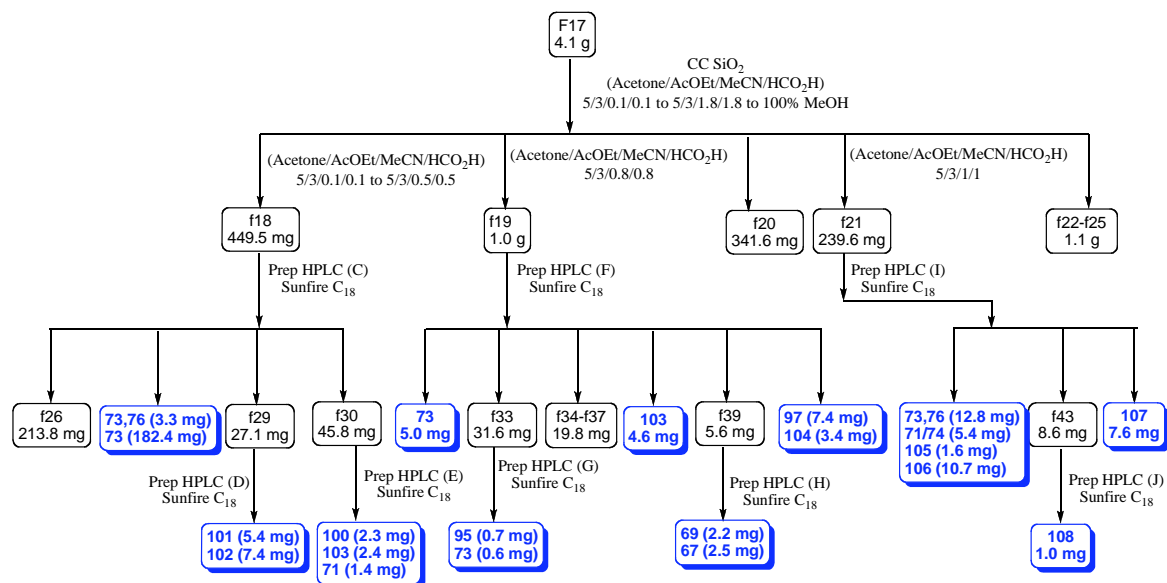 F17
4.1 g
CC SiO2
(Acetone/AcOEt/MeCN/HCO2H)
5/3/0.1/0.1 to 5/3/1.8/1.8 to 100% MeOH
(Acetone/AcOEt/MeCN/HCO2H)
5/3/0.1/0.1 to 5/3/0.5/0.5
(Acetone/AcOEt/MeCN/HCO2H)
5/3/0.8/0.8
(Acetone/AcOEt/MeCN/HCO2H)
5/3/1/1
f18
449.5 mg
f19
1.0 g
f20
341.6 mg
f21
239.6 mg
f22-f25
1.1 g
Prep HPLC (C)
Sunfire C18
Prep HPLC (F)
Sunfire C18
Prep HPLC (I)
Sunfire C18
f26
213.8 mg
73,76 (3.3 mg)
73 (182.4 mg)
f29
27.1 mg
f30
45.8 mg
73
5.0 mg
f33
31.6 mg
f34-f37
19.8 mg
103
4.6 mg
f39
5.6 mg
97 (7.4 mg)
104 (3.4 mg)
73,76 (12.8 mg)
71/74 (5.4 mg)
105 (1.6 mg)
106 (10.7 mg)
f43
8.6 mg
107
7.6 mg
Prep HPLC (D)
Sunfire C18
Prep HPLC (E)
Sunfire C18
Prep HPLC (G)
Sunfire C18
Prep HPLC (H)
Sunfire C18
Prep HPLC (J)
Sunfire C18
101 (5.4 mg)
102 (7.4 mg)
100 (2.3 mg)
103 (2.4 mg)
71 (1.4 mg)
95 (0.7 mg)
73 (0.6 mg)
69 (2.2 mg)
67 (2.5 mg)
108
1.0 mg